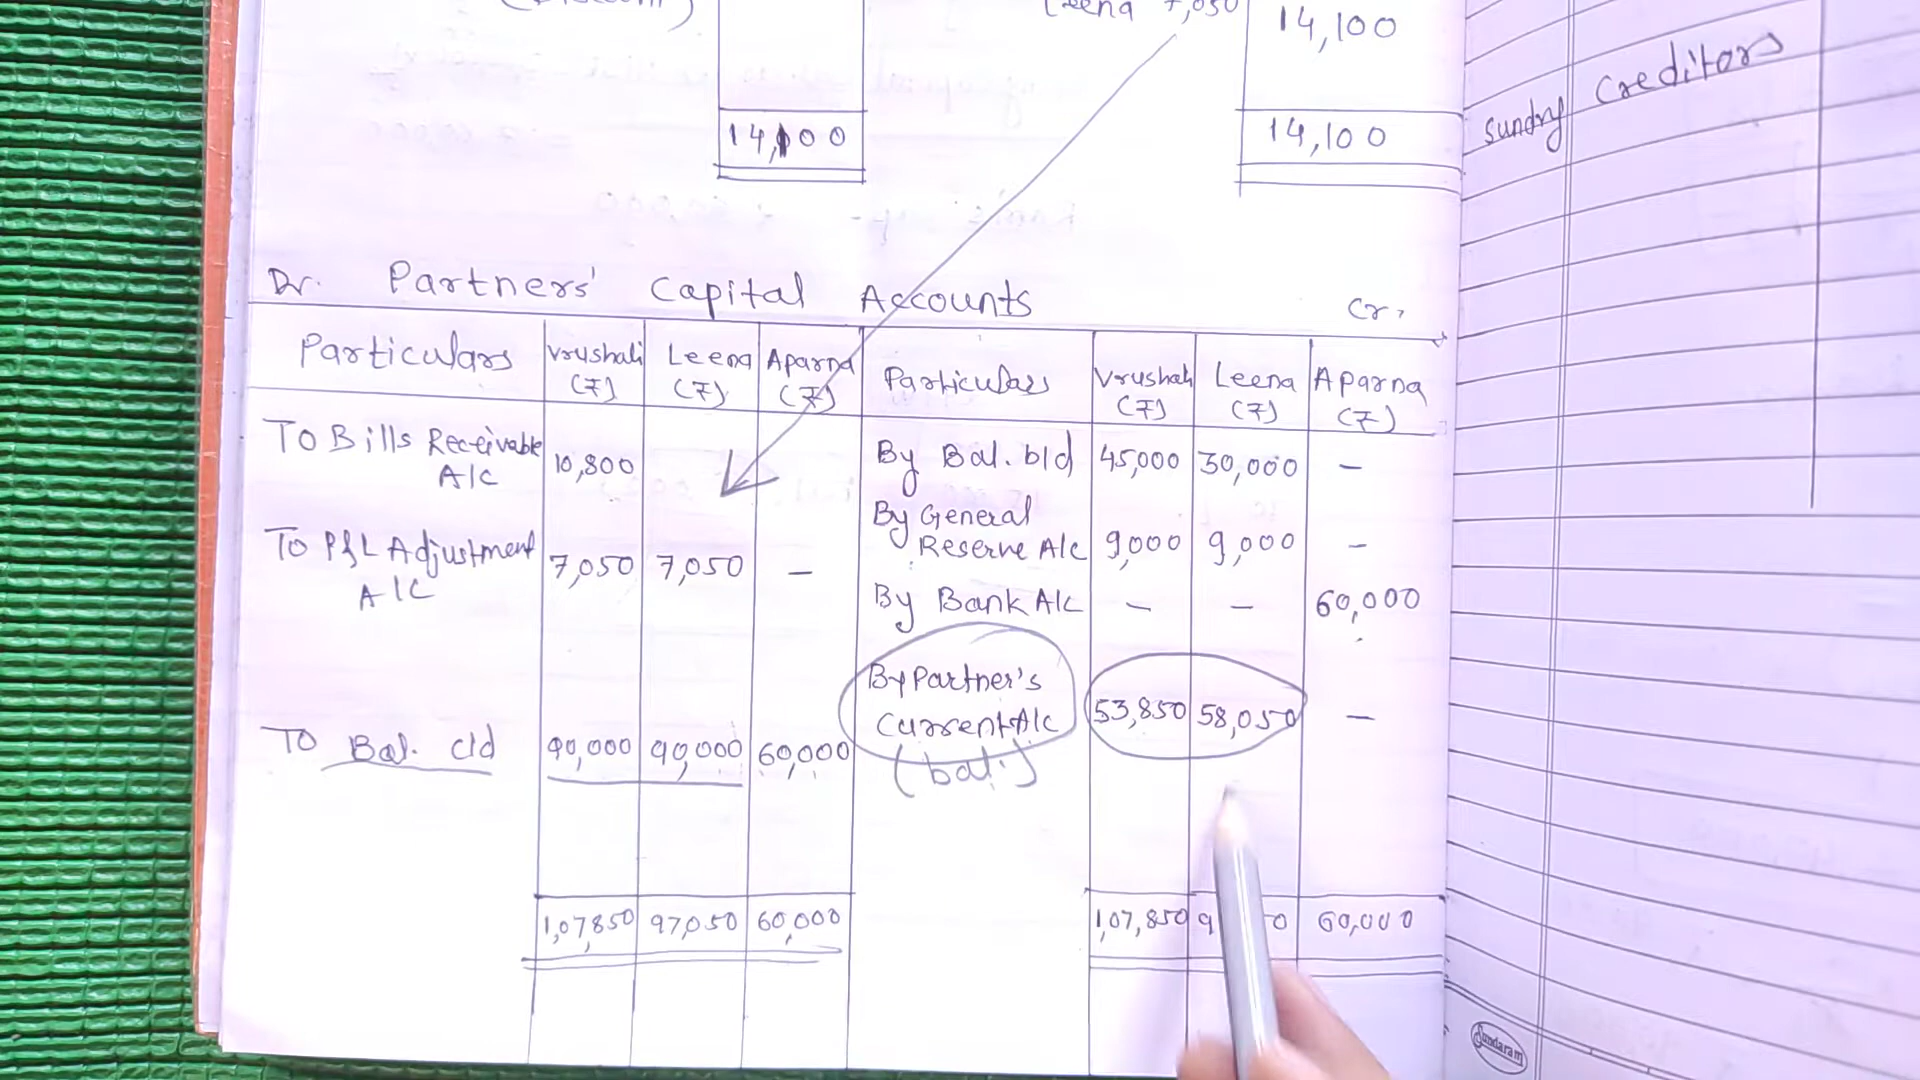 Leena 7,050
14,100
14,100
14,100
Dr. Partners' Capital Accounts Cr.
Particulars Vrushali (₹) Leena (₹) Aparna (₹) Particulars Vrushali (₹) Leena (₹) Aparna (₹)
To Bills Receivable A/c 10,800
By Bal. b/d 45,000 30,000 –
By General Reserve A/c 9,000 9,000 –
To P&L Adjustment A/c 7,050 7,050 –
By Bank A/c – – 60,000
By Partner's Current A/c 53,850 58,050 –
(bal.)
To Bal. c/d 90,000 90,000 60,000
1,07,850 97,050 60,000 1,07,850 60,000
Sundry Creditors
Sundaram